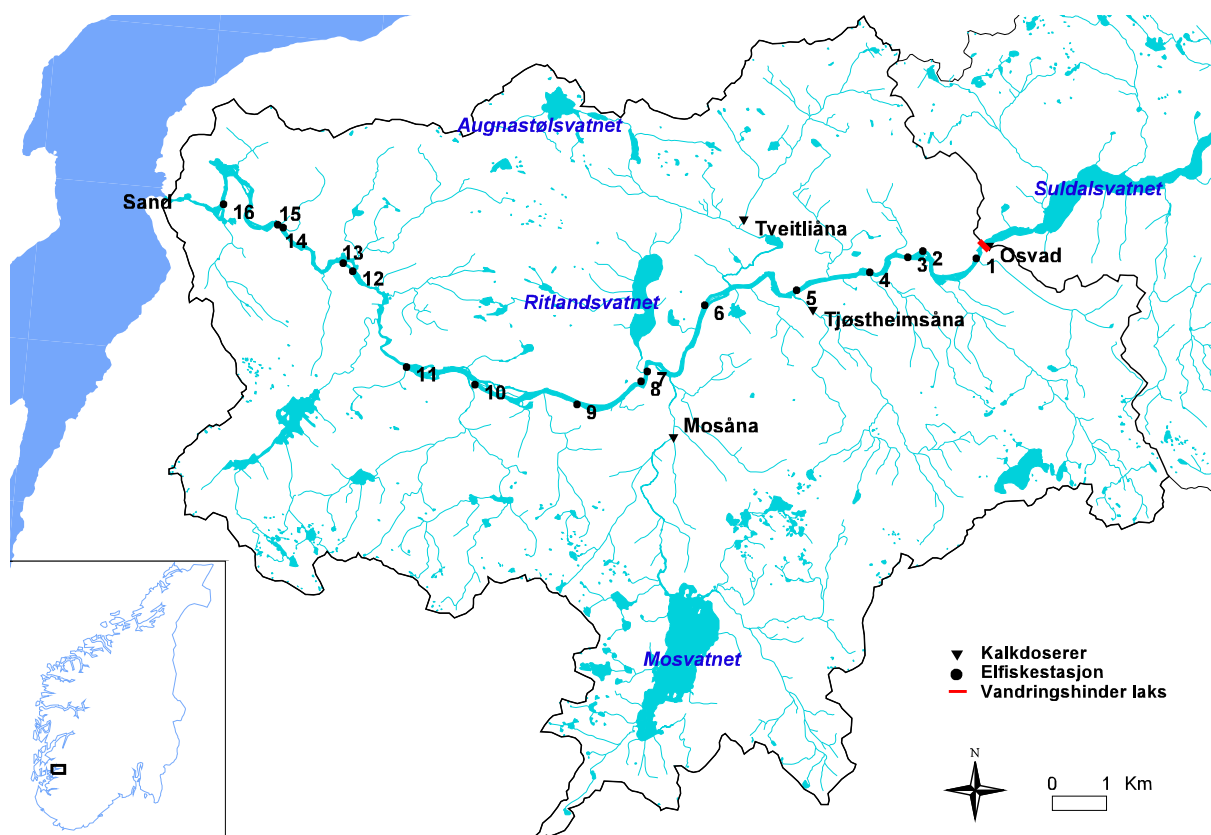 Augnastølsvatnet
Suldalsvatnet
Sand
16
15
14
13
12
Tveitliåna
Osvad
1
2
3
4
5
Tjøstheimsåna
Ritlandsvatnet
6
7
8
9
10
11
Mosåna
Mosvatnet
Kalkdoserer
Elfiskestasjon
Vandringshinder laks
N
0 1 Km